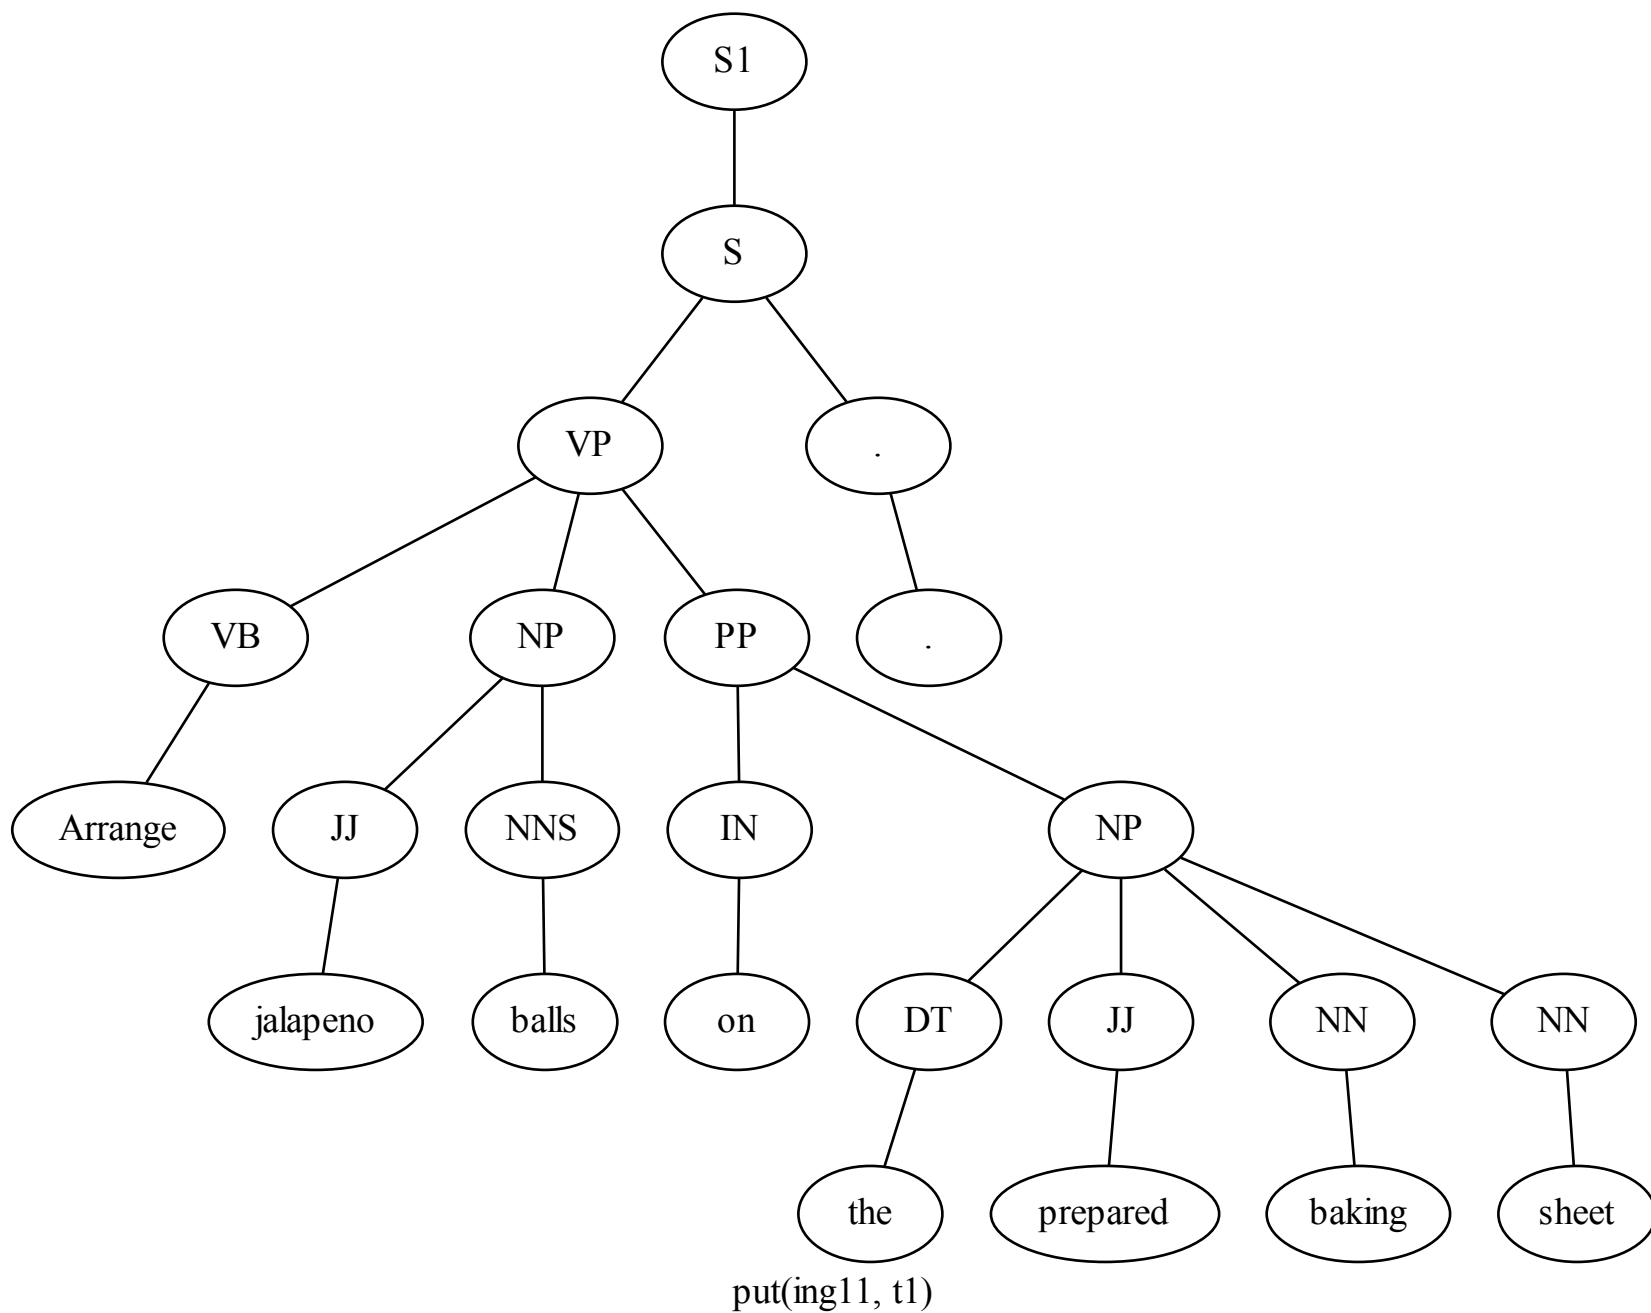 S1
S
VP .
VB NP PP .
Arrange JJ NNS IN NP
jalapeno balls on DT JJ NN NN
the prepared baking sheet
put(ing11, t1)